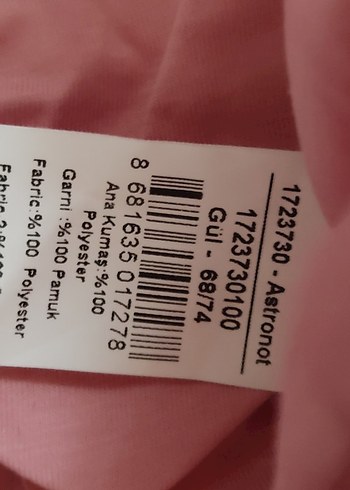 1723730 - Astronot
1723730100
Gül - 68/74
8 681635 017278
Ana Kumaş:%100
Polyester
Garni :%100 Pamuk
Fabric:%100 Polyester